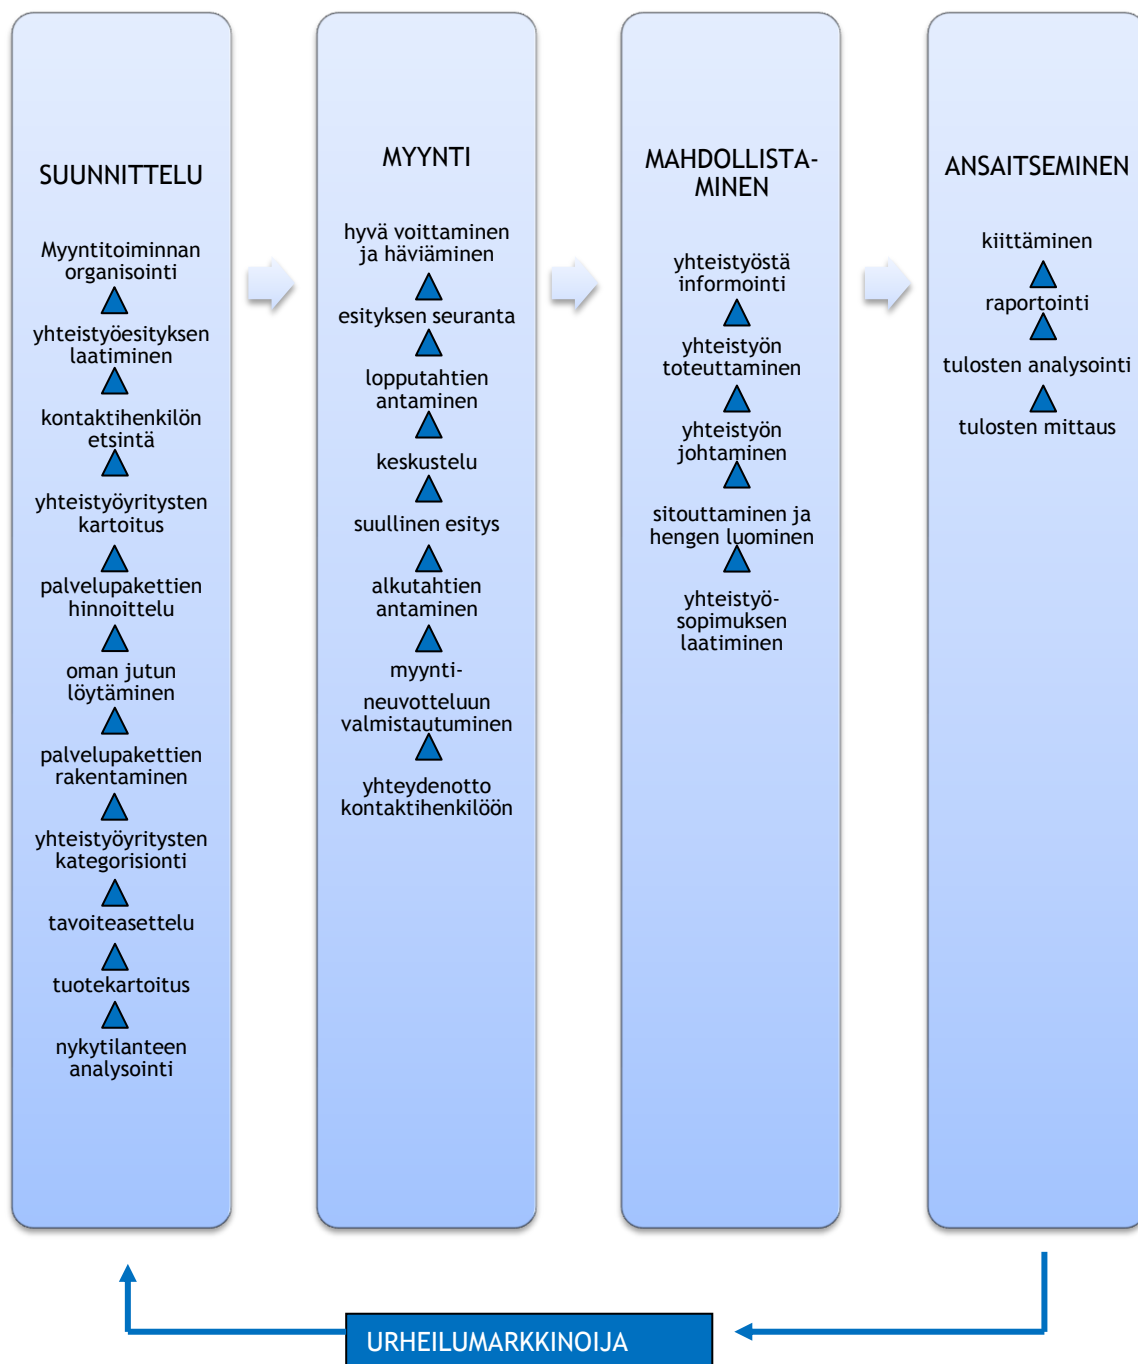 SUUNNITTELU
Myyntitoiminnan
organisointi
yhteistyöesityksen
laatiminen
kontaktihenkilön
etsintä
yhteistyöyritysten
kartoitus
palvelupakettien
hinnoittelu
oman jutun
löytäminen
palvelupakettien
rakentaminen
yhteistyöyritysten
kategorisionti
tavoiteasettelu
tuotekartoitus
nykytilanteen
analysointi
MYYNTI
hyvä voittaminen
ja häviäminen
esityksen seuranta
lopputahtien
antaminen
keskustelu
suullinen esitys
alkutahtien
antaminen
myynti-
neuvotteluun
valmistautuminen
yhteydenotto
kontaktihenkilöön
MAHDOLLISTA-
MINEN
yhteistyöstä
informointi
yhteistyön
toteuttaminen
yhteistyön
johtaminen
sitouttaminen ja
hengen luominen
yhteistyö-
sopimuksen
laatiminen
ANSAITSEMINEN
kiittäminen
raportointi
tulosten analysointi
tulosten mittaus
URHEILUMARKKINOIJA